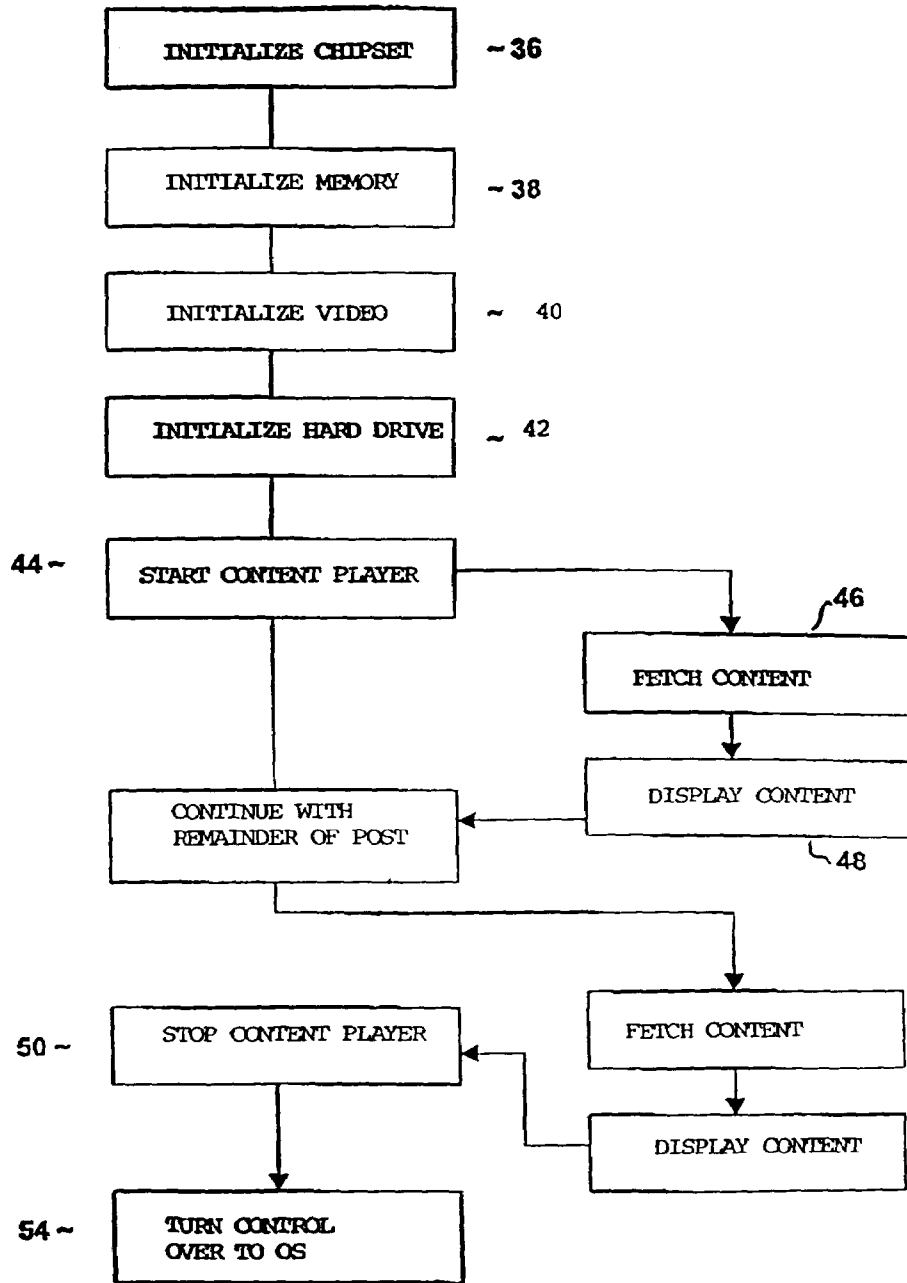 INITIALIZE CHIPSET ~36
INITIALIZE MEMORY ~38
INITIALIZE VIDEO ~ 40
INITIALIZE HARD DRIVE ~ 42
44~ START CONTENT PLAYER
46
FETCH CONTENT
DISPLAY CONTENT
48
CONTINUE WITH
REMAINDER OF POST
FETCH CONTENT
50~ STOP CONTENT PLAYER
DISPLAY CONTENT
54~ TURN CONTROL
OVER TO OS